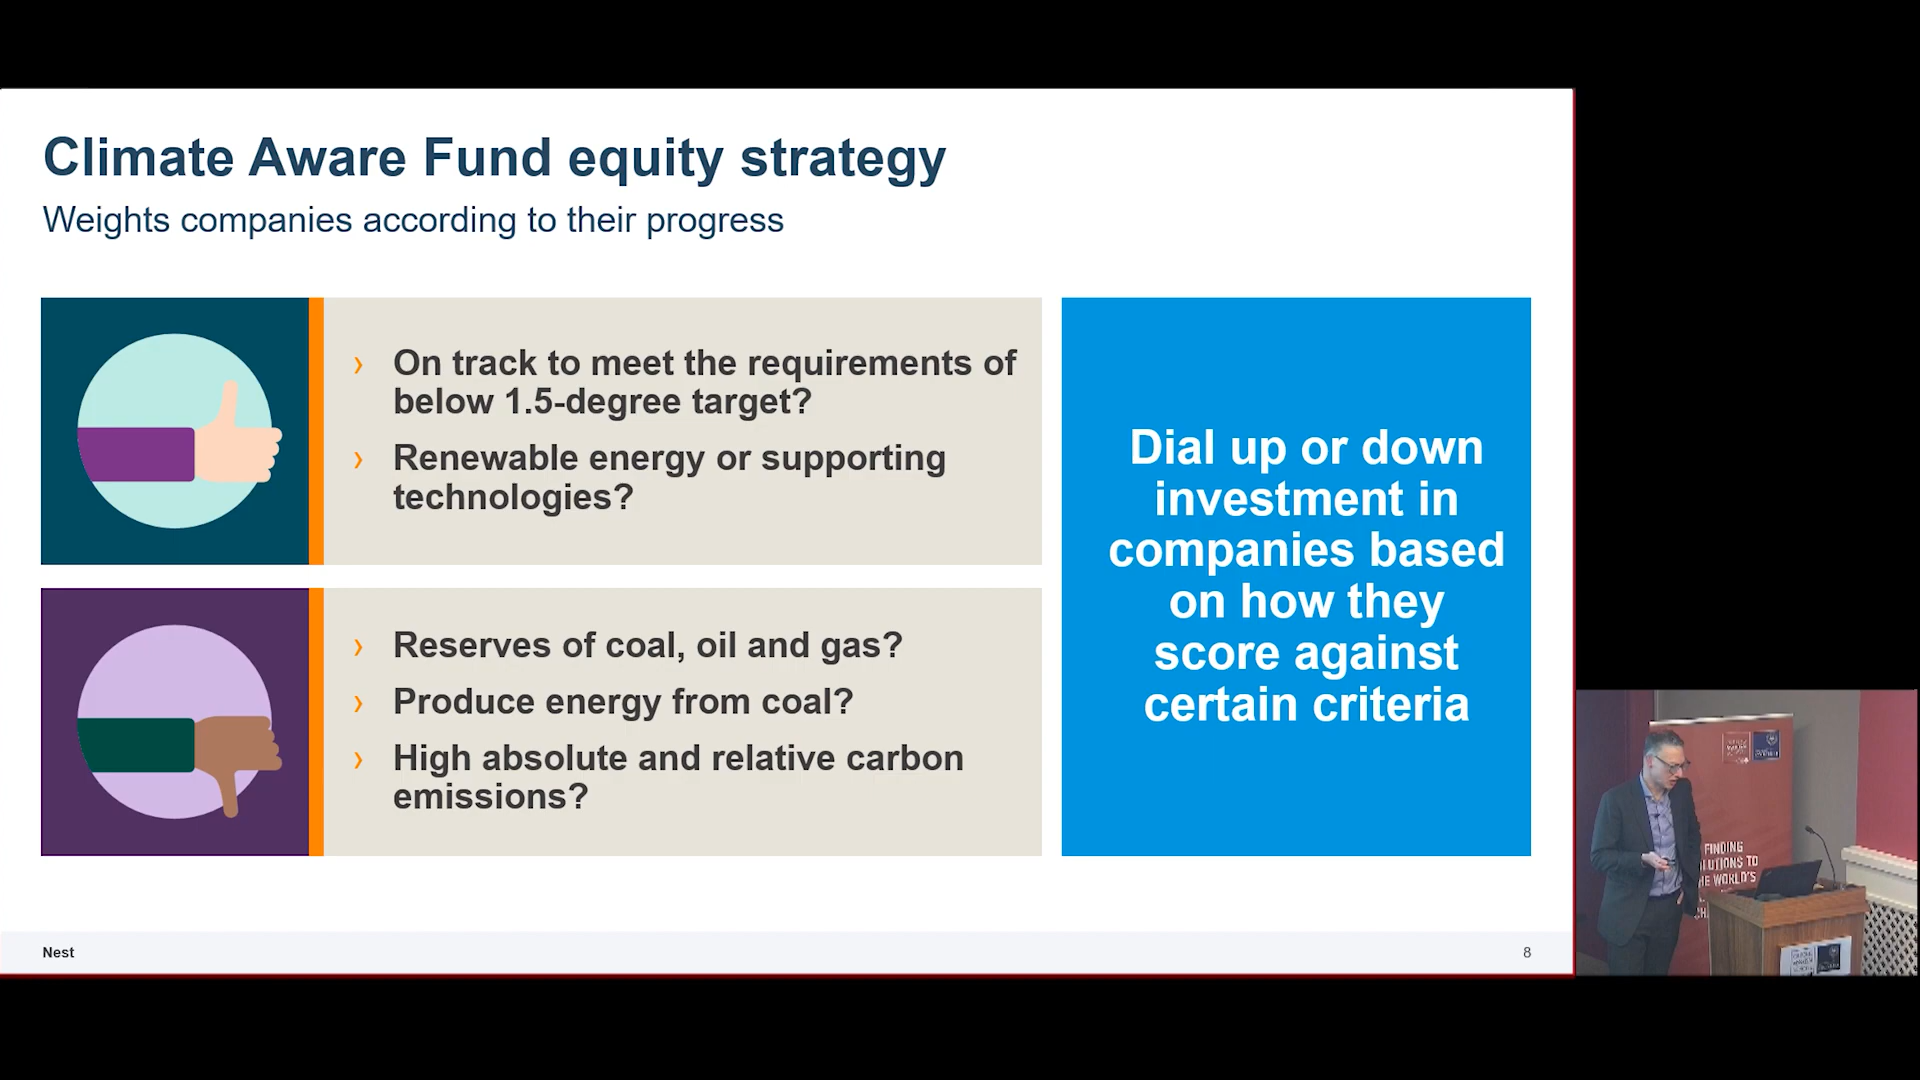 Climate Aware Fund equity strategy
Weights companies according to their progress
› On track to meet the requirements of
below 1.5-degree target?
› Renewable energy or supporting
technologies?
› Reserves of coal, oil and gas?
› Produce energy from coal?
› High absolute and relative carbon
emissions?
Dial up or down
investment in
companies based
on how they
score against
certain criteria
Nest
8
FINDING
TO
WORLD'S